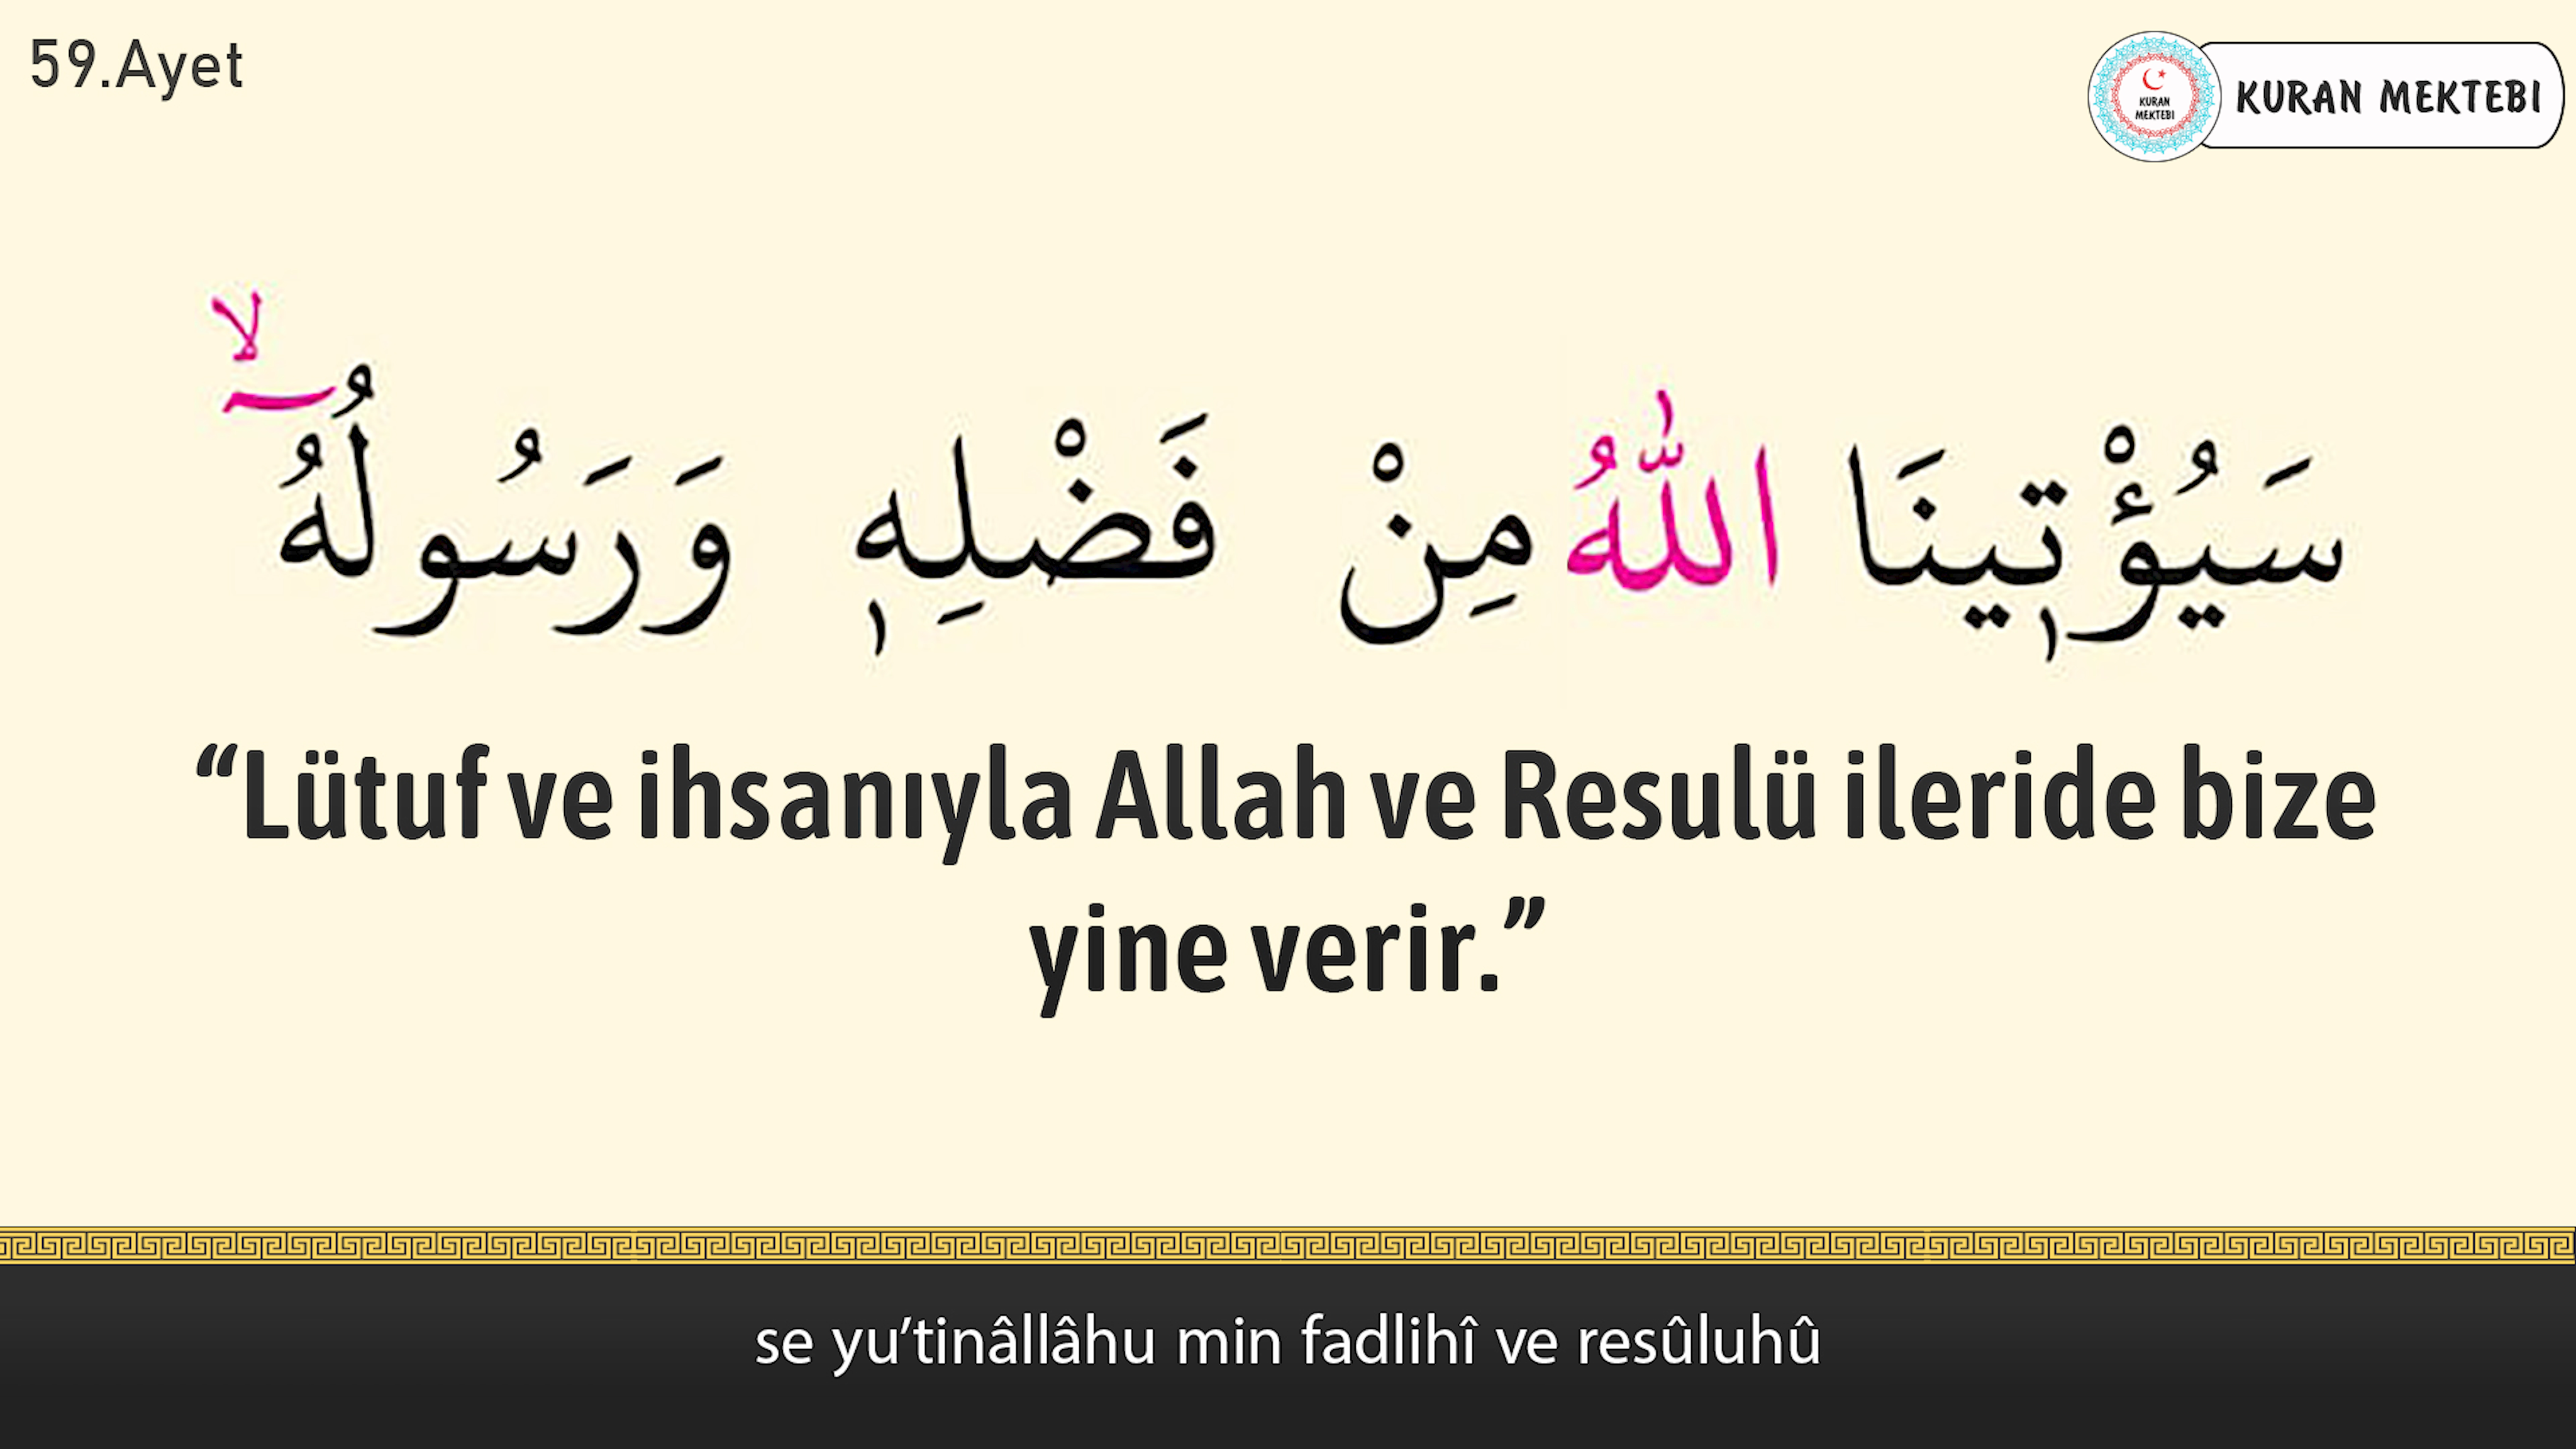 59.Ayet
KURAN
MEKTEBI
KURAN MEKTEBI
سَيُؤْت۪ينَا اللّٰهُ مِنْ فَضْلِه۪ وَرَسُولُهُٓۙ
“Lütuf ve ihsanıyla Allah ve Resulü ileride bize
yine verir.”
se yu’tinâllâhu min fadlihî ve resûluhû